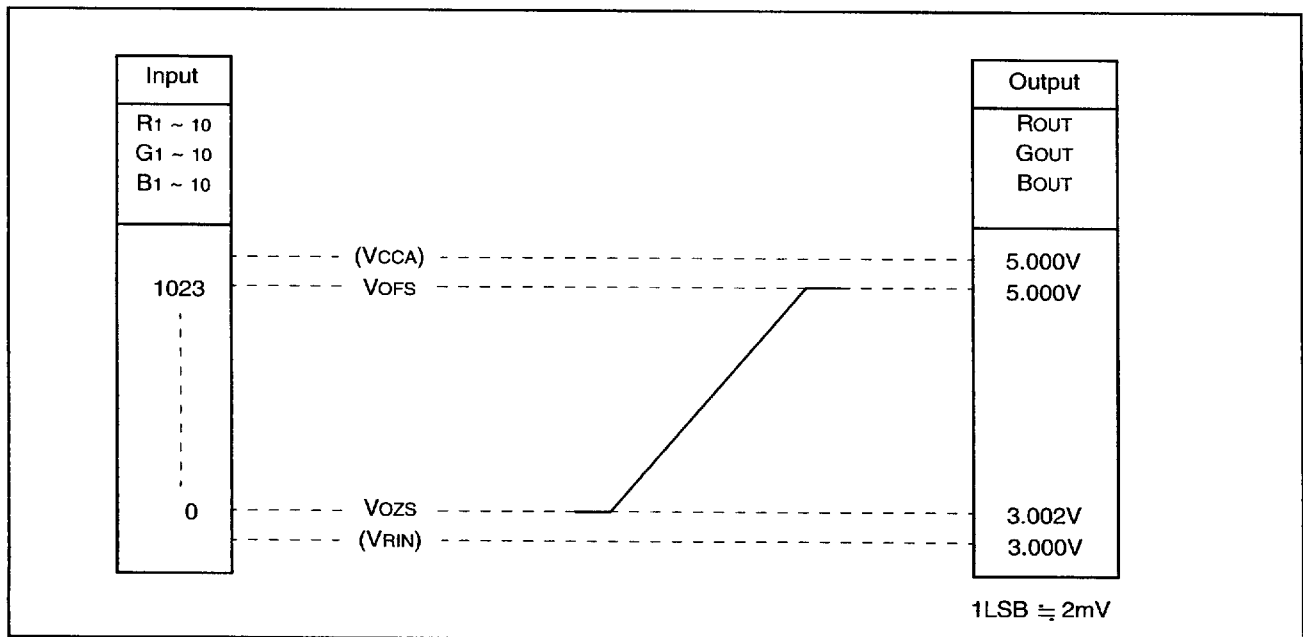 Input
R1 ~ 10
G1 ~ 10
B1 ~ 10
1023
0
(VCCA)
VOFS
VOZS
(VRIN)
Output
ROUT
GOUT
BOUT
5.000V
5.000V
3.002V
3.000V
1LSB ≒ 2mV